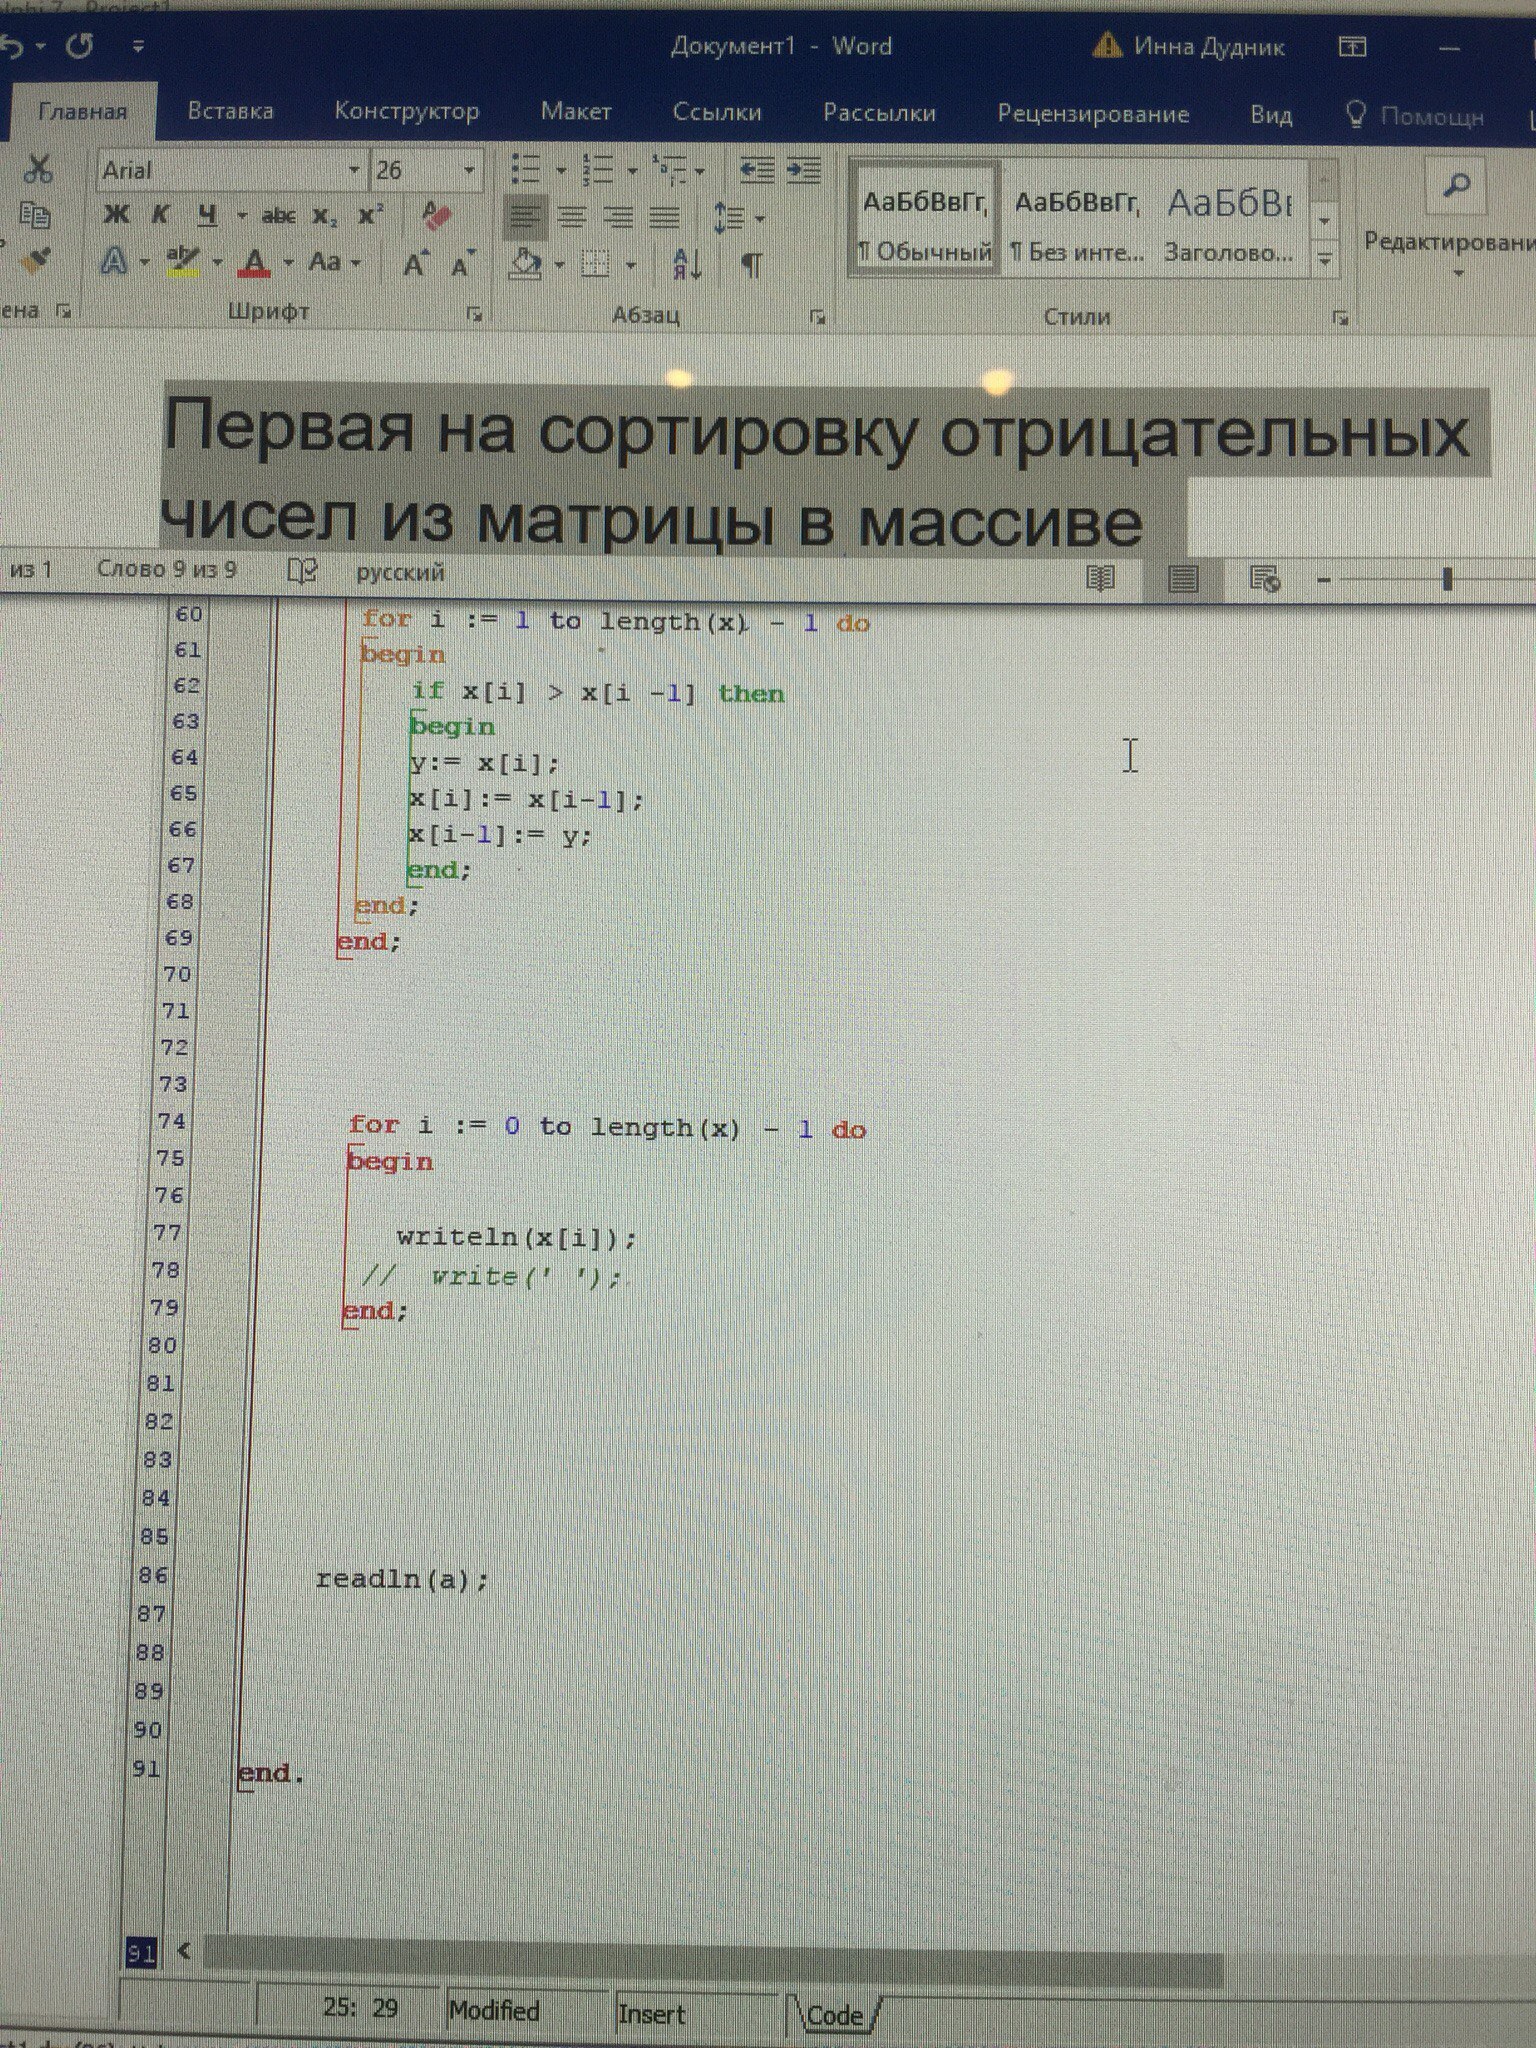 Документ1 - Word
Инна Дудник
Главная Вставка Конструктор Макет Ссылки Рассылки Рецензирование Вид Помощн
Arial 26
АаБбВвГг, АаБбВвГг, АаБбВı
Ж К Ч abc x₂ x²
¶ Обычный ¶ Без инте... Заголово...
Редактировани
A aby A Aa A A А Я ¶
ена Шрифт Абзац Стили
Первая на сортировку отрицательных
чисел из матрицы в массиве
из 1 Слово 9 из 9 русский
60 for i := 1 to length(x) - 1 do
61 begin
62 if x[i] > x[i -1] then
63 begin
64 y:= x[i];
65 x[i]:= x[i-1];
66 x[i-1]:= y;
67 end;
68 end;
69 end;
70
71
72
73
74 for i := 0 to length(x) - 1 do
75 begin
76
77 writeln(x[i]);
78 // write(' ');
79 end;
80
81
82
83
84
85
86 readln(a);
87
88
89
90
91 end.
91
25: 29 Modified Insert Code